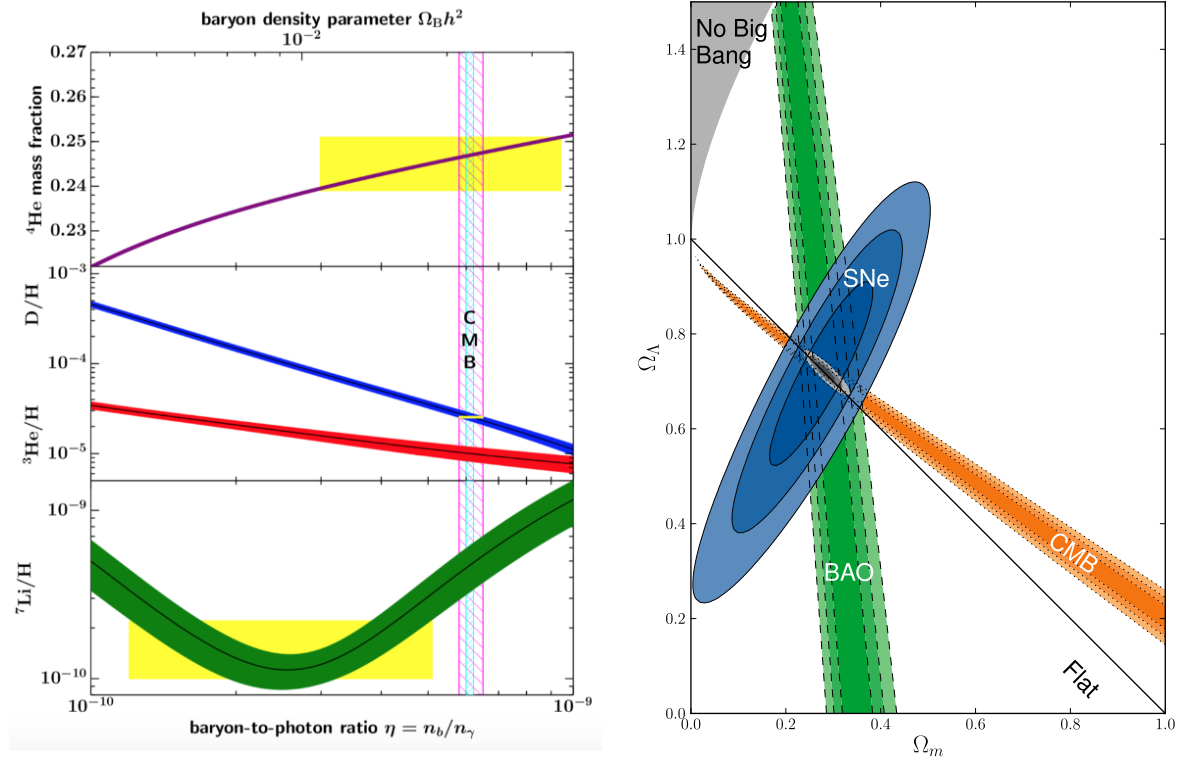 baryon density parameter Ω_Bh²
10⁻²
0.27
0.26
0.25
0.24
0.23
⁴He mass fraction
10⁻³
D/H
10⁻⁴
³He/H
10⁻⁵
C
M
B
10⁻⁹
⁷Li/H
10⁻¹⁰
10⁻¹⁰
10⁻⁹
baryon-to-photon ratio η = n_b/n_γ
No Big
Bang
1.4
1.2
1.0
0.8
0.6
0.4
0.2
0.0
Ω_Λ
SNe
BAO
CMB
Flat
0.0 0.2 0.4 0.6 0.8 1.0
Ω_m